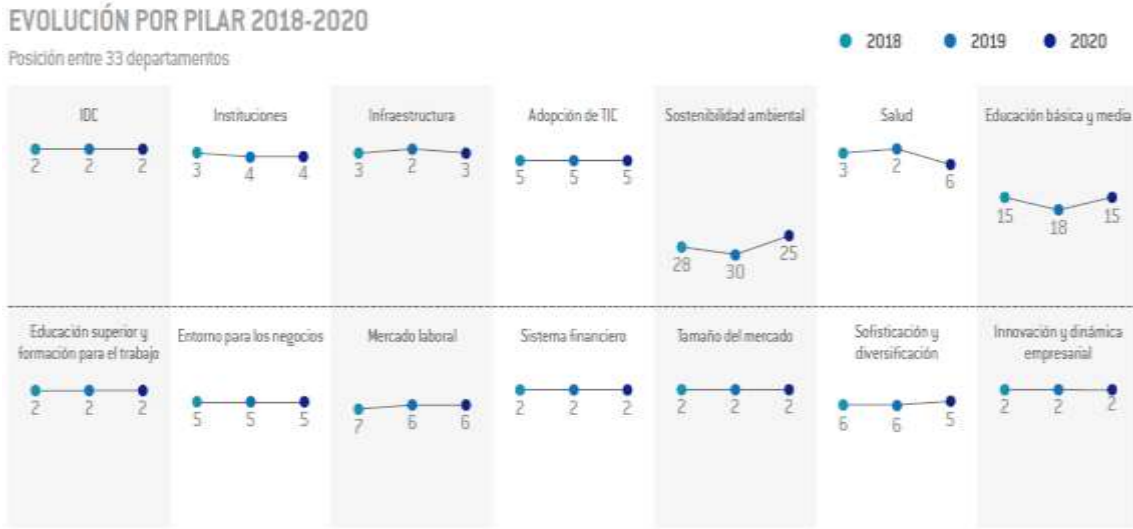 EVOLUCIÓN POR PILAR 2018-2020
Posición entre 33 departamentos
2018 2019 2020
IDC
2 2 2
Instituciones
3 4 4
Infraestructura
3 2 3
Adopción de TIC
5 5 5
Sostenibilidad ambiental
28 30 25
Salud
3 2 6
Educación básica y media
15 18 15
Educación superior y
formación para el trabajo
2 2 2
Entorno para los negocios
5 5 5
Mercado laboral
7 6 6
Sistema financiero
2 2 2
Tamaño del mercado
2 2 2
Sofisticación y
diversificación
6 6 5
Innovación y dinámica
empresarial
2 2 2